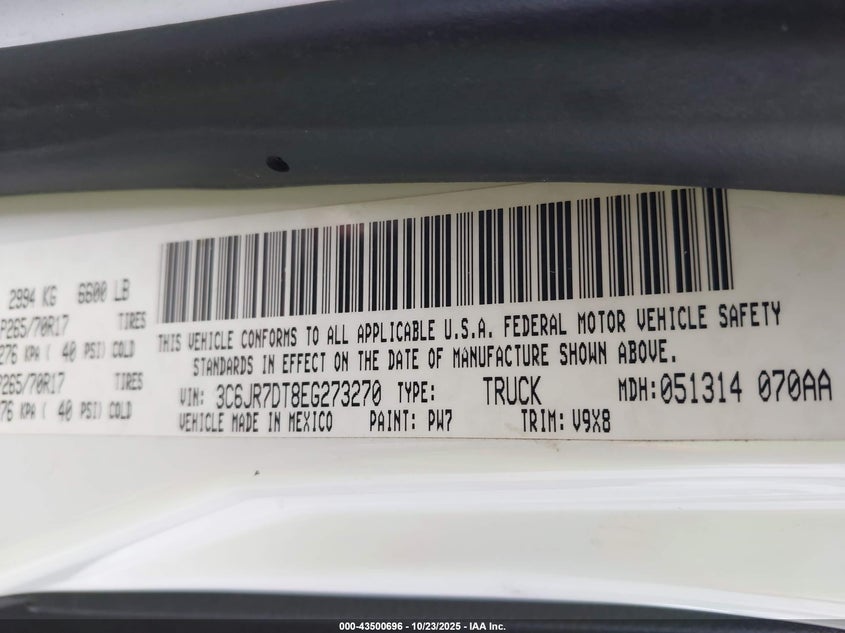 2994 KG 6600 LB
P265/70R17 TIRES
276 KPA ( 40 PSI) COLD
P265/70R17 TIRES
76 KPA ( 40 PSI) COLD
THIS VEHICLE CONFORMS TO ALL APPLICABLE U.S.A. FEDERAL MOTOR VEHICLE SAFETY
STANDARDS IN EFFECT ON THE DATE OF MANUFACTURE SHOWN ABOVE.
VIN: 3C6JR7DT8EG273270 TYPE: TRUCK MDH: 051314 070AA
VEHICLE MADE IN MEXICO PAINT: PW7 TRIM: V9X8
000-43500696 - 10/23/2025 - IAA Inc.